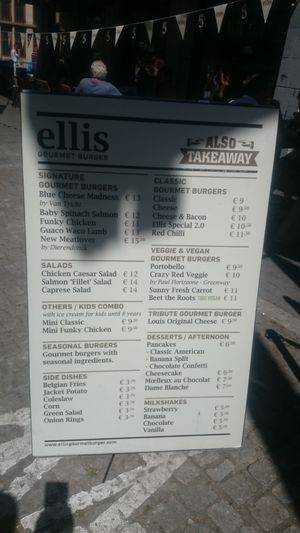 ellis
GOURMET BURGER
ALSO
TAKEAWAY
SIGNATURE
GOURMET BURGERS
Blue Cheese Madness € 13
by Van Tricht
Baby Spinach Salmon € 12
Funky Chicken € 11
Guaco Waco Lamb € 13
New Meatlover € 15
by Dierendonck
SALADS
Chicken Caesar Salad € 12
Salmon 'Fillet' Salad € 14
Caprese Salad € 14
OTHERS / KIDS COMBO
with ice cream for kids until 8 years
Mini Classic € 9
Mini Funky Chicken € 9
SEASONAL BURGERS
Gourmet burgers with
seasonal ingredients.
SIDE DISHES
Belgian Fries € 3
Jacket Potato € 3
Coleslaw € 3
Corn € 3
Green Salad € 3
Onion Rings € 3
www.ellisgourmetburger.com
CLASSIC
GOURMET BURGERS
Classic € 9
Cheese € 9
Cheese & Bacon € 10
Ellis Special 2.0 € 10
Red Chilli € 11
VEGGIE & VEGAN
GOURMET BURGERS
Portobello € 9
Crazy Red Veggie € 10
by Paul Florizoone - Greenway
Sunny Fresh Carrot € 11
Beet the Roots 100% VEGAN € 11
TRIBUTE GOURMET BURGER
Louis Original Cheese € 9
DESSERTS / AFTERNOON
Pancakes € 6
- Classic American
- Banana Split
- Chocolate Confetti
Cheesecake € 6
Moelleux au Chocolat € 7
Dame Blanche € 7
MILKSHAKES
Strawberry € 5
Banana € 5
Chocolate € 5
Vanilla € 5